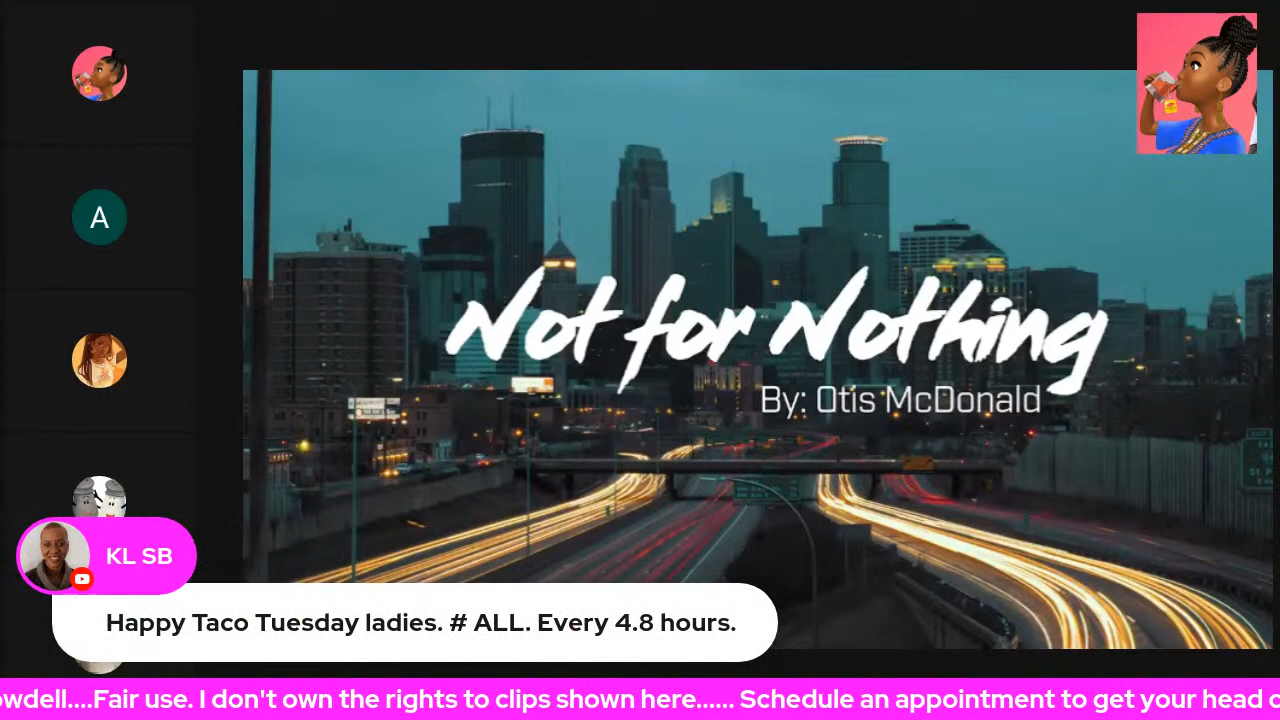 A
Not for Nothing
By: Otis McDonald
KL SB
Happy Taco Tuesday ladies. # ALL. Every 4.8 hours.
owdell....Fair use. I don't own the rights to clips shown here...... Schedule an appointment to get your head